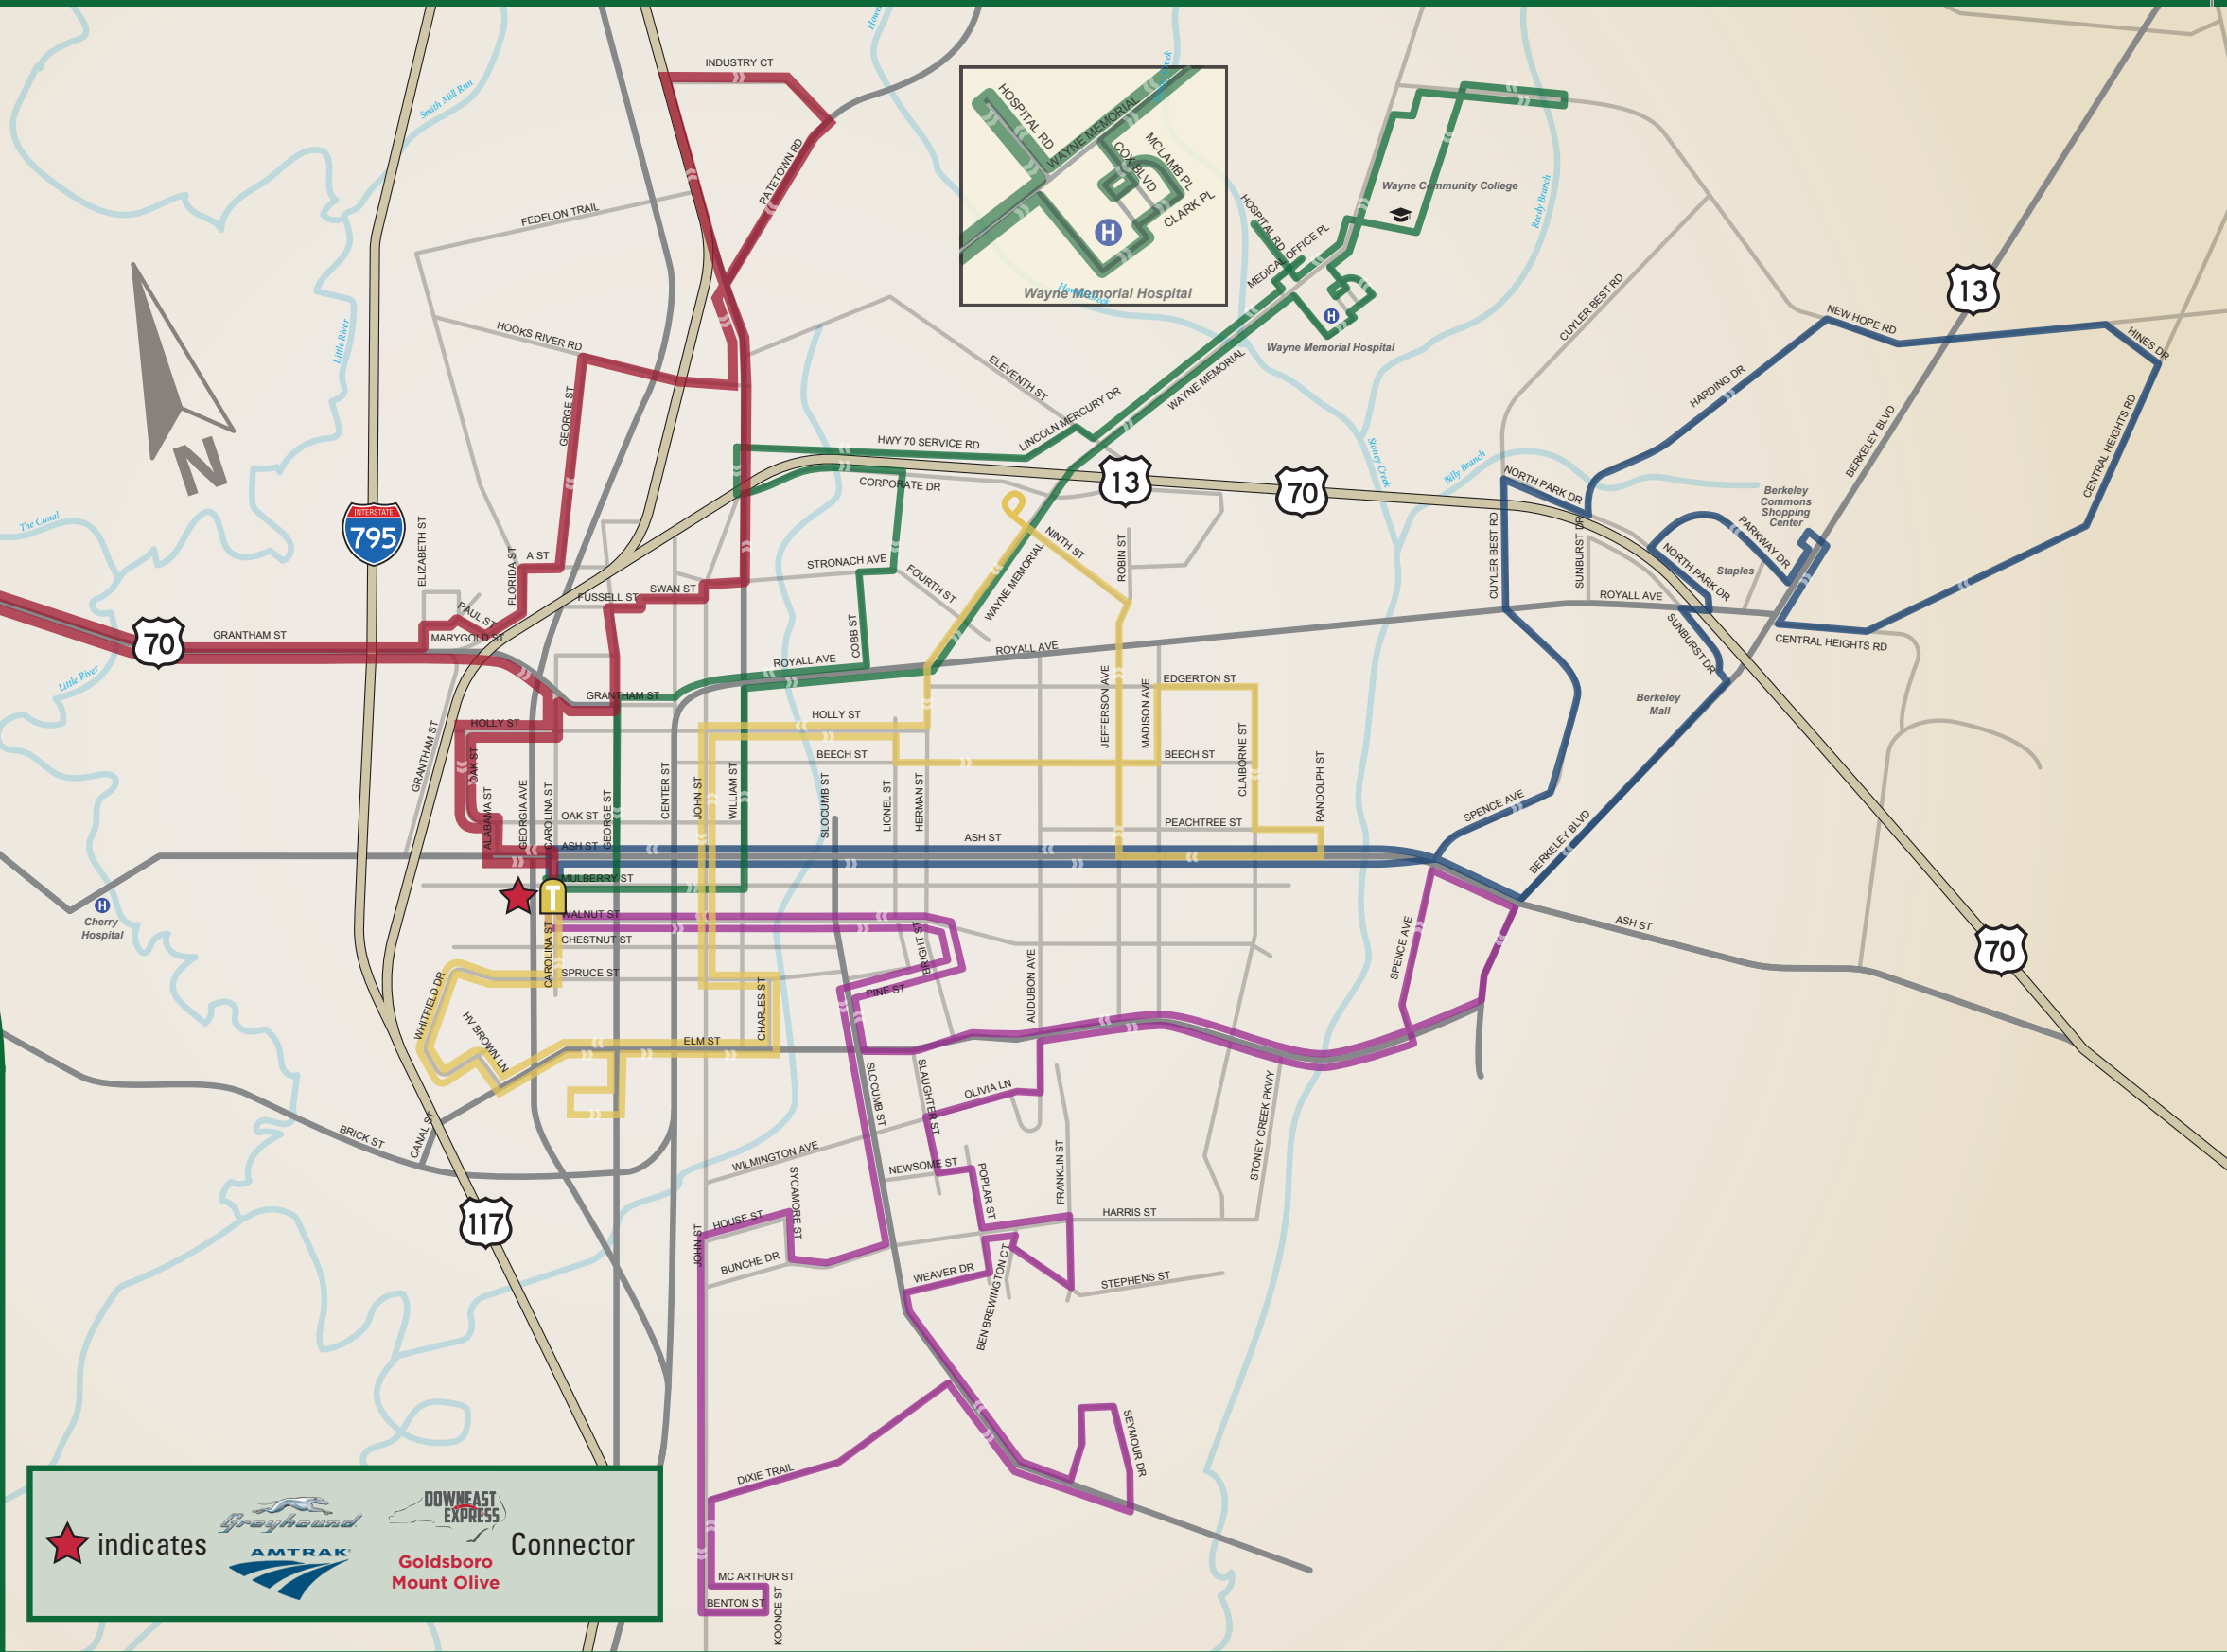 INDUSTRY CT
PATETOWN RD
Smith Mill Run
FEDELON TRAIL
HOOKS RIVER RD
Little River
GEORGE ST
HOSPITAL RD
WAYNE MEMORIAL
MCLAMB PL
COX BLVD
CLARK PL
H
Wayne Memorial Hospital
Wayne Community College
Reedy Branch
HOSPITAL RD
MEDICAL OFFICE PL
H
Wayne Memorial Hospital
WAYNE MEMORIAL
ELEVENTH ST
LINCOLN MERCURY DR
HWY 70 SERVICE RD
CORPORATE DR
CUYLER BEST RD
13
NEW HOPE RD
HINES DR
HARDING DR
BERKELEY BLVD
CENTRAL HEIGHTS RD
Stoney Creek
Billy Branch
13
70
NORTH PARK DR
Berkeley
Commons
Shopping
Center
PARKWAY DR
NORTH PARK DR
Staples
CUYLER BEST RD
SUNBURST DR
ROYALL AVE
SUNBURST DR
CENTRAL HEIGHTS RD
Berkeley
Mall
N
INTERSTATE
795
The Canal
ELIZABETH ST
FLORIDA ST
A ST
PAUL ST
MARYGOLD ST
FUSSELL ST
SWAN ST
STRONACH AVE
FOURTH ST
NINTH ST
ROBIN ST
WAYNE MEMORIAL
COBB ST
ROYALL AVE
ROYALL AVE
70
GRANTHAM ST
Little River
GRANTHAM ST
GRANTHAM ST
HOLLY ST
HOLLY ST
OAK ST
BEECH ST
BEECH ST
EDGERTON ST
JEFFERSON AVE
MADISON AVE
CLAIBORNE ST
RANDOLPH ST
ALABAMA ST
GEORGIA AVE
CAROLINA ST
GEORGE ST
CENTER ST
JOHN ST
WILLIAM ST
SLOCUMB ST
LIONEL ST
HERMAN ST
OAK ST
PEACHTREE ST
ASH ST
ASH ST
SPENCE AVE
BERKELEY BLVD
MULBERRY ST
T
WALNUT ST
CHESTNUT ST
CAROLINA ST
SPRUCE ST
H
Cherry
Hospital
ASH ST
70
BRIGHT ST
PINE ST
AUDUBON AVE
SPENCE AVE
WHITFIELD DR
HV BROWN LN
CHARLES ST
ELM ST
BRICK ST
CANAL ST
SLOCUMB ST
SLAUGHTER ST
OLIVIA LN
STONEY CREEK PKWY
WILMINGTON AVE
SYCAMORE ST
NEWSOME ST
POPLAR ST
FRANKLIN ST
HARRIS ST
117
HOUSE ST
JOHN ST
BUNCHE DR
WEAVER DR
BEN BREWINGTON CT
STEPHENS ST
DIXIE TRAIL
SEYMOUR DR
MC ARTHUR ST
BENTON ST
KOONCE ST
indicates
Greyhound
AMTRAK
DOWNEAST
EXPRESS
Goldsboro
Mount Olive
Connector